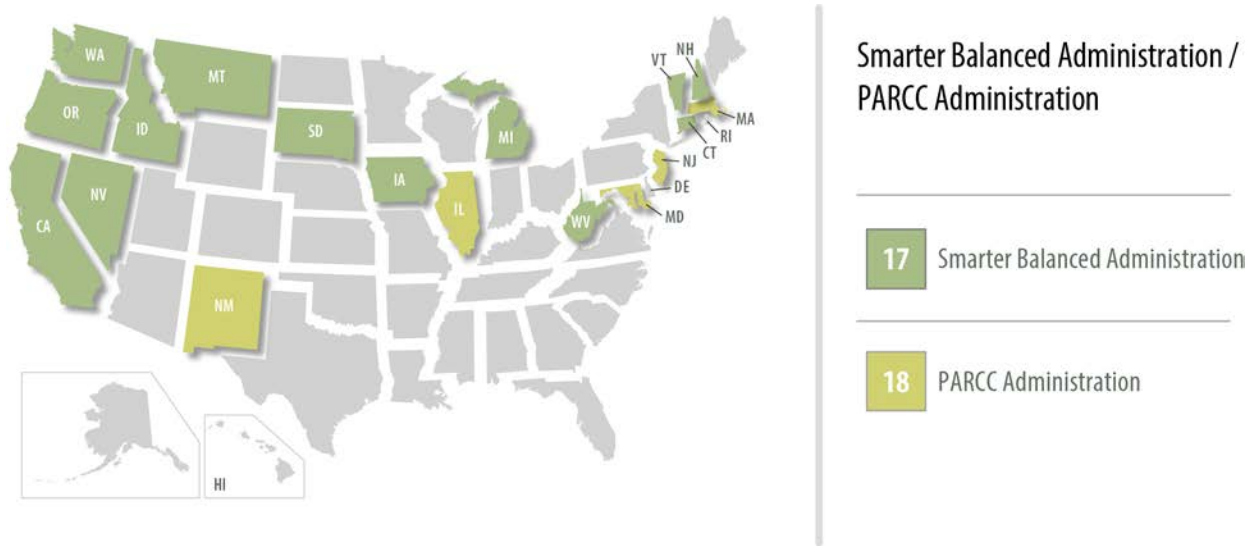 WA
MT
VT
NH
OR
ID
SD
MI
MA
RI
CT
NV
IA
NJ
CA
IL
DE
WV
MD
NM
HI
Smarter Balanced Administration /
PARCC Administration
17 Smarter Balanced Administration
18 PARCC Administration